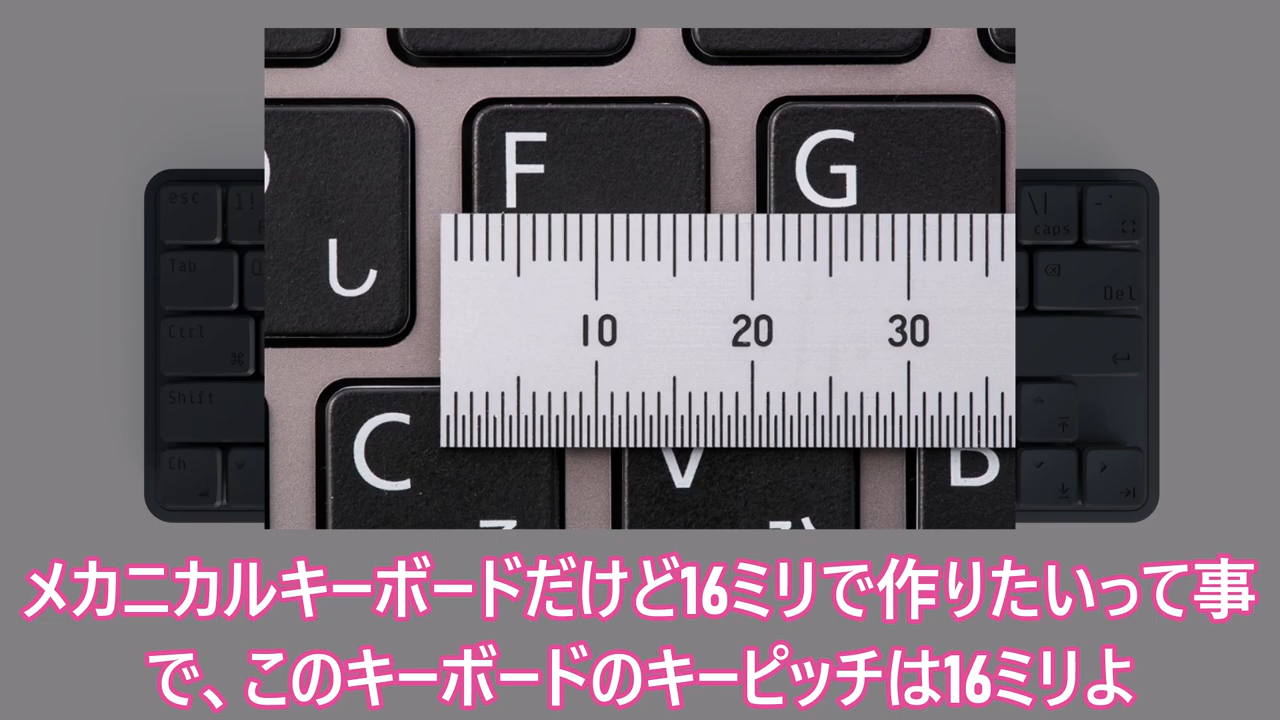 F
G
し
10 20 30
C
V
B
esc
Tab
Ctrl
Shift
Ch
caps
Del
メカニカルキーボードだけど16ミリで作りたいって事
で、このキーボードのキーピッチは16ミリよ